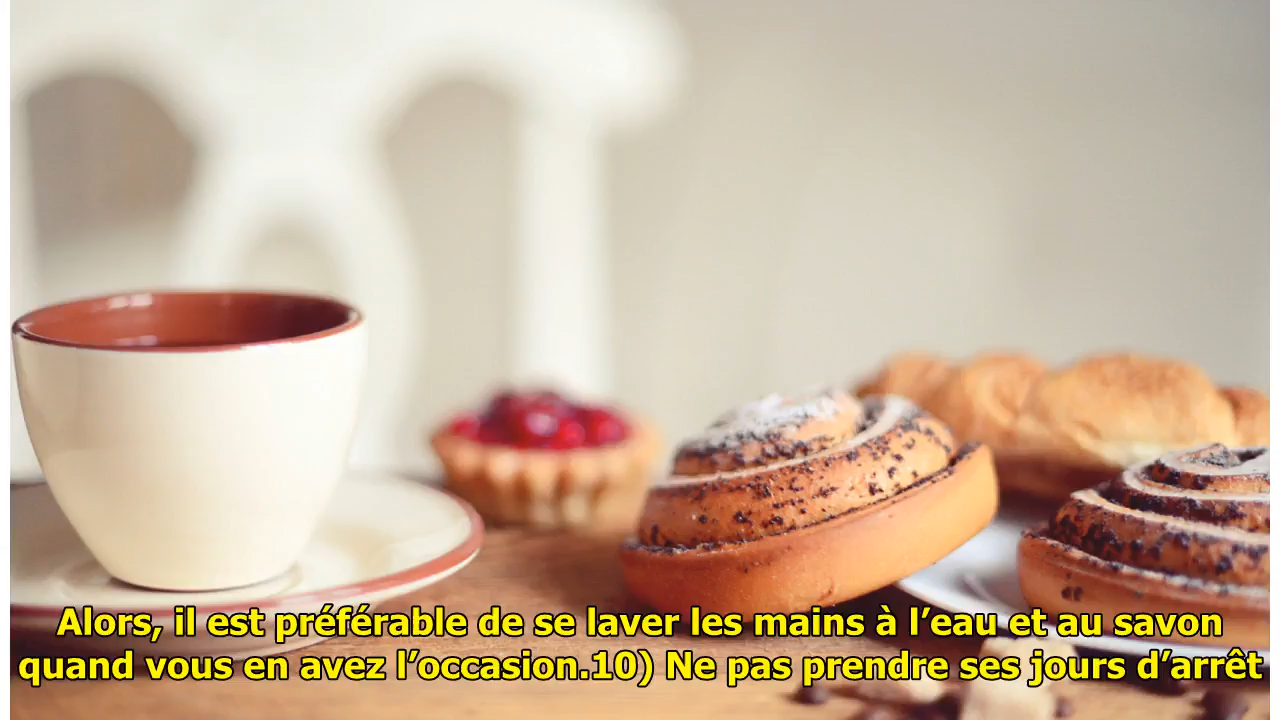 Alors, il est préférable de se laver les mains à l’eau et au savon
quand vous en avez l’occasion.10) Ne pas prendre ses jours d’arrêt